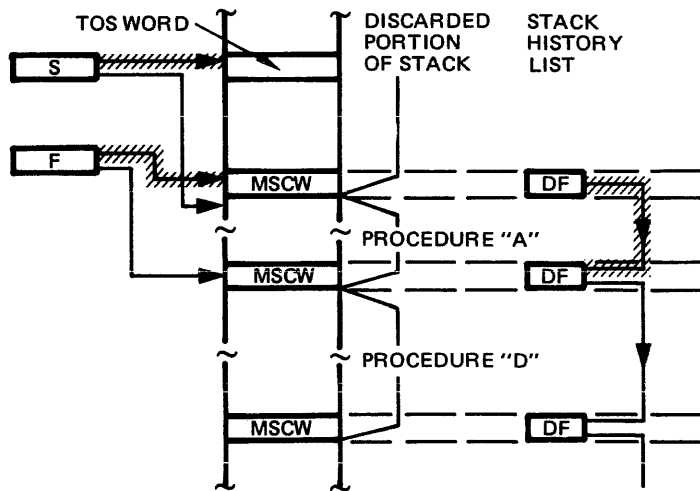 TOS WORD
DISCARDED
PORTION
OF STACK
STACK
HISTORY
LIST
S
F
MSCW
DF
PROCEDURE "A"
MSCW
DF
PROCEDURE "D"
MSCW
DF